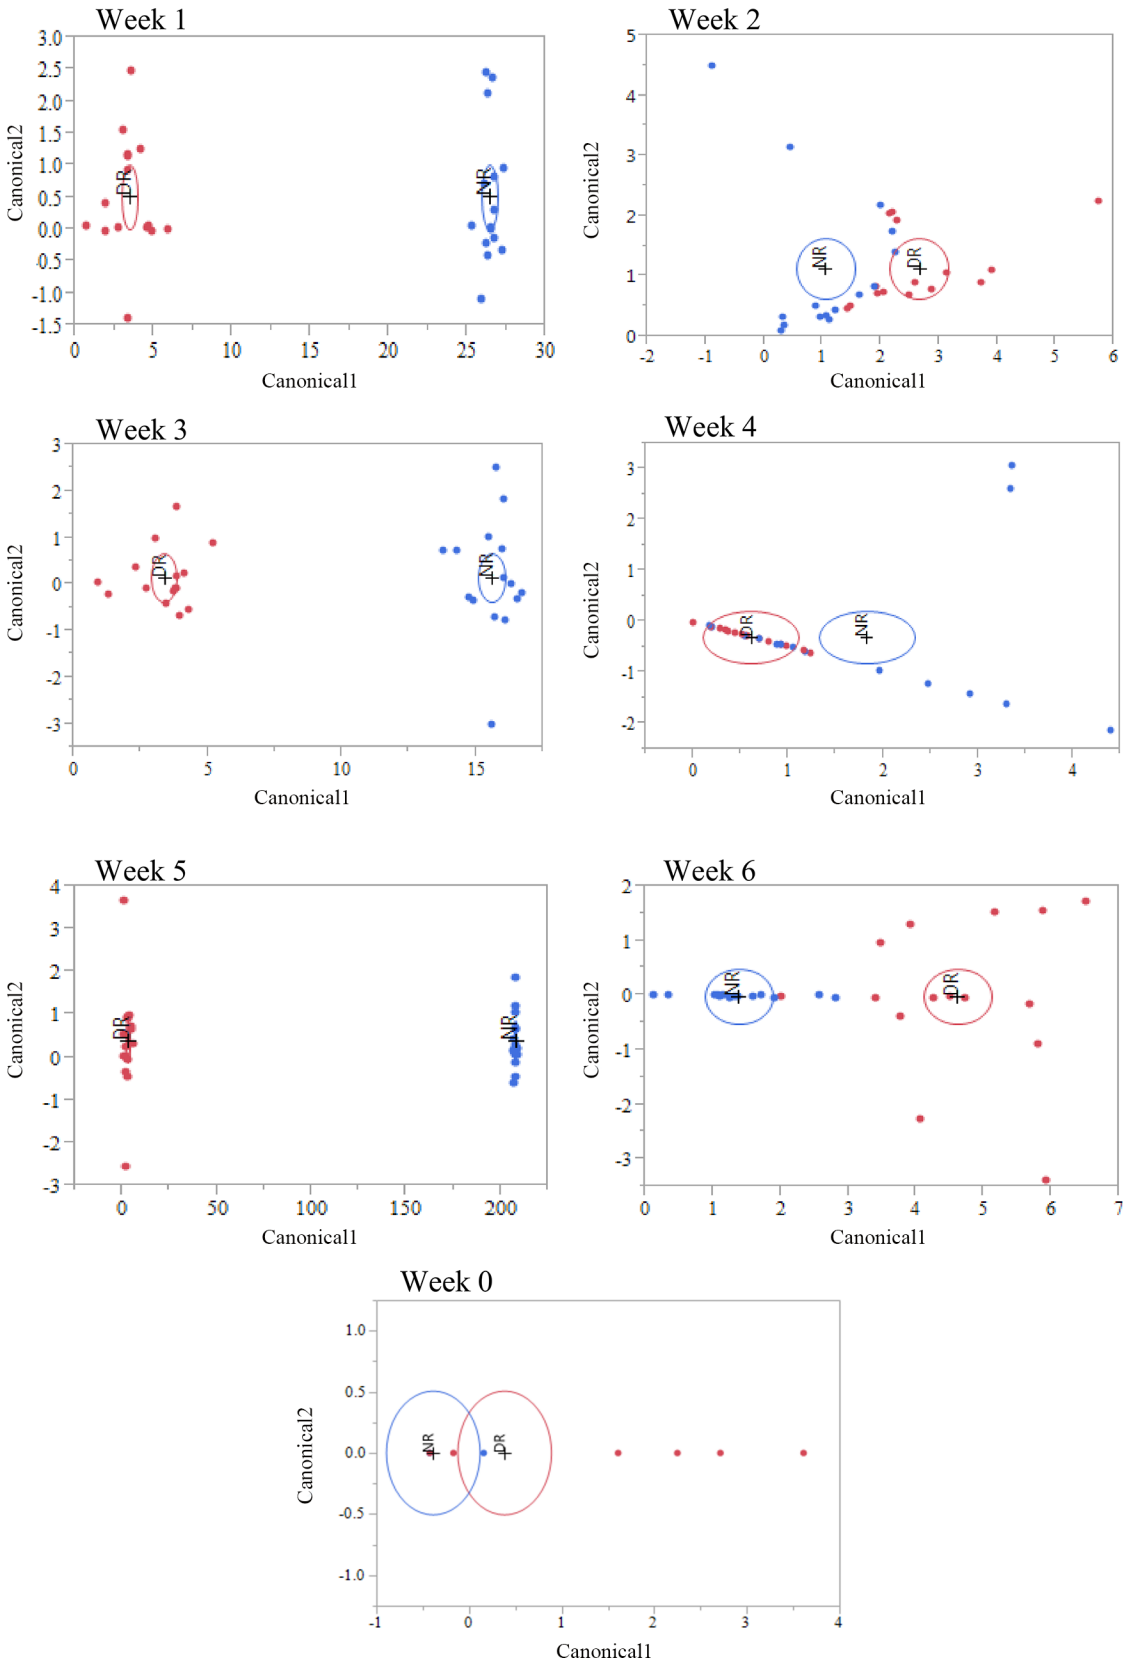 Week 1
3.0
2.5
2.0
1.5
1.0
0.5
0.0
-0.5
-1.0
-1.5
Canonical2
DR
NR
0 5 10 15 20 25 30
Canonical1
Week 2
5
4
3
2
1
0
Canonical2
NR
DR
-2 -1 0 1 2 3 4 5 6
Canonical1
Week 3
3
2
1
0
-1
-2
-3
Canonical2
DR
NR
0 5 10 15
Canonical1
Week 4
3
2
1
0
-1
-2
Canonical2
DR
NR
0 1 2 3 4
Canonical1
Week 5
4
3
2
1
0
-1
-2
-3
Canonical2
DR
NR
0 50 100 150 200
Canonical1
Week 6
2
1
0
-1
-2
-3
Canonical2
NR
DR
0 1 2 3 4 5 6 7
Canonical1
Week 0
1.0
0.5
0.0
-0.5
-1.0
Canonical2
NR
DR
-1 0 1 2 3 4
Canonical1